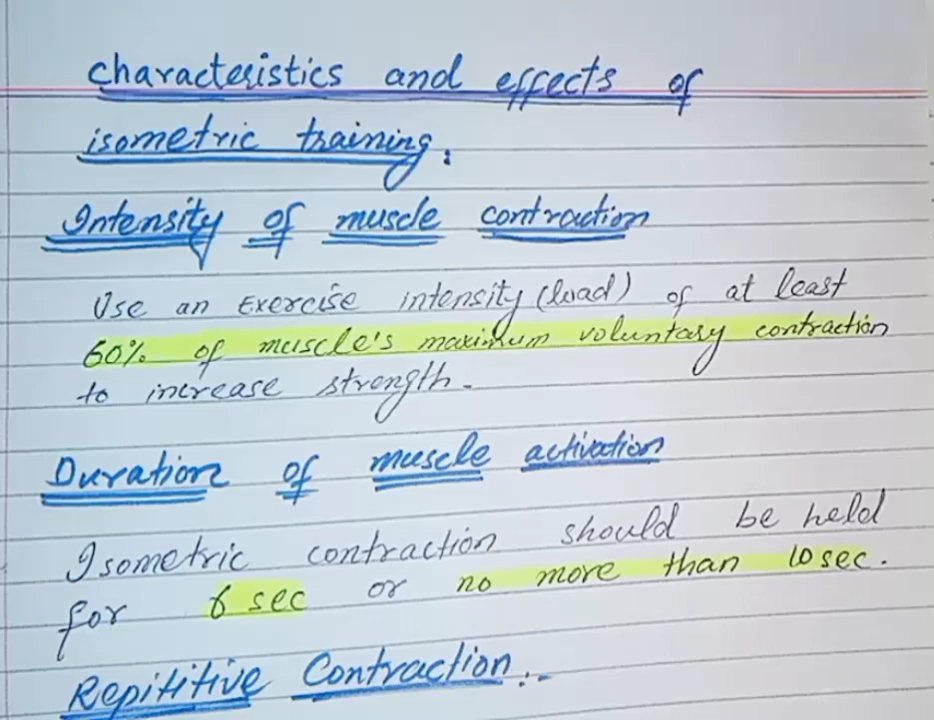 characteristics and effects of
isometric training :
Intensity of muscle contraction
Use an Exercise intensity (load) of at least
60% of muscle's maximum voluntary contraction
to increase strength.
Duration of muscle activation
Isometric contraction should be held
for 6 sec or no more than 10 sec.
Repititive Contraction :-